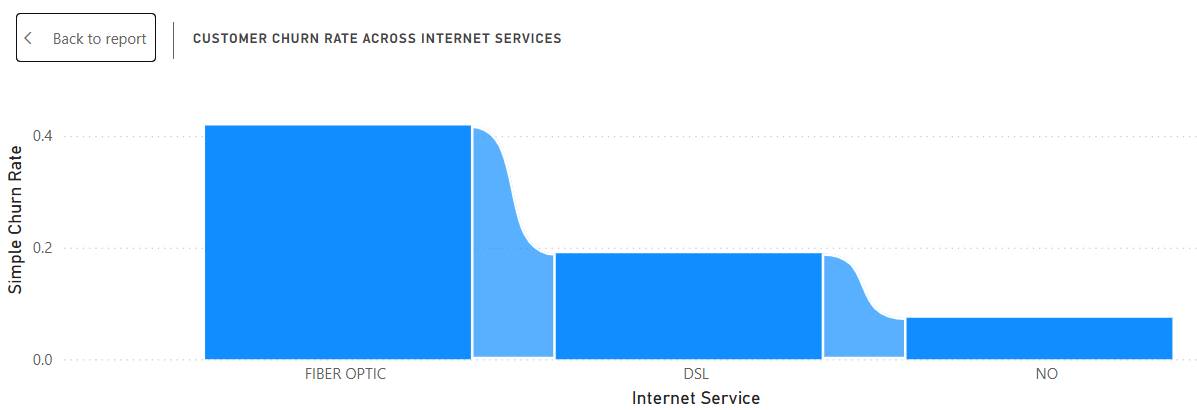 Back to report
CUSTOMER CHURN RATE ACROSS INTERNET SERVICES
Simple Churn Rate
0.4
0.2
0.0
FIBER OPTIC
DSL
NO
Internet Service